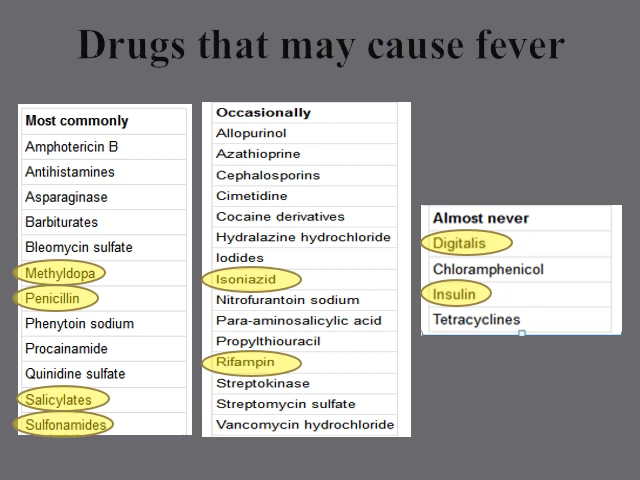 Drugs that may cause fever
Most commonly
Amphotericin B
Antihistamines
Asparaginase
Barbiturates
Bleomycin sulfate
Methyldopa
Penicillin
Phenytoin sodium
Procainamide
Quinidine sulfate
Salicylates
Sulfonamides
Occasionally
Allopurinol
Azathioprine
Cephalosporins
Cimetidine
Cocaine derivatives
Hydralazine hydrochloride
Iodides
Isoniazid
Nitrofurantoin sodium
Para-aminosalicylic acid
Propylthiouracil
Rifampin
Streptokinase
Streptomycin sulfate
Vancomycin hydrochloride
Almost never
Digitalis
Chloramphenicol
Insulin
Tetracyclines